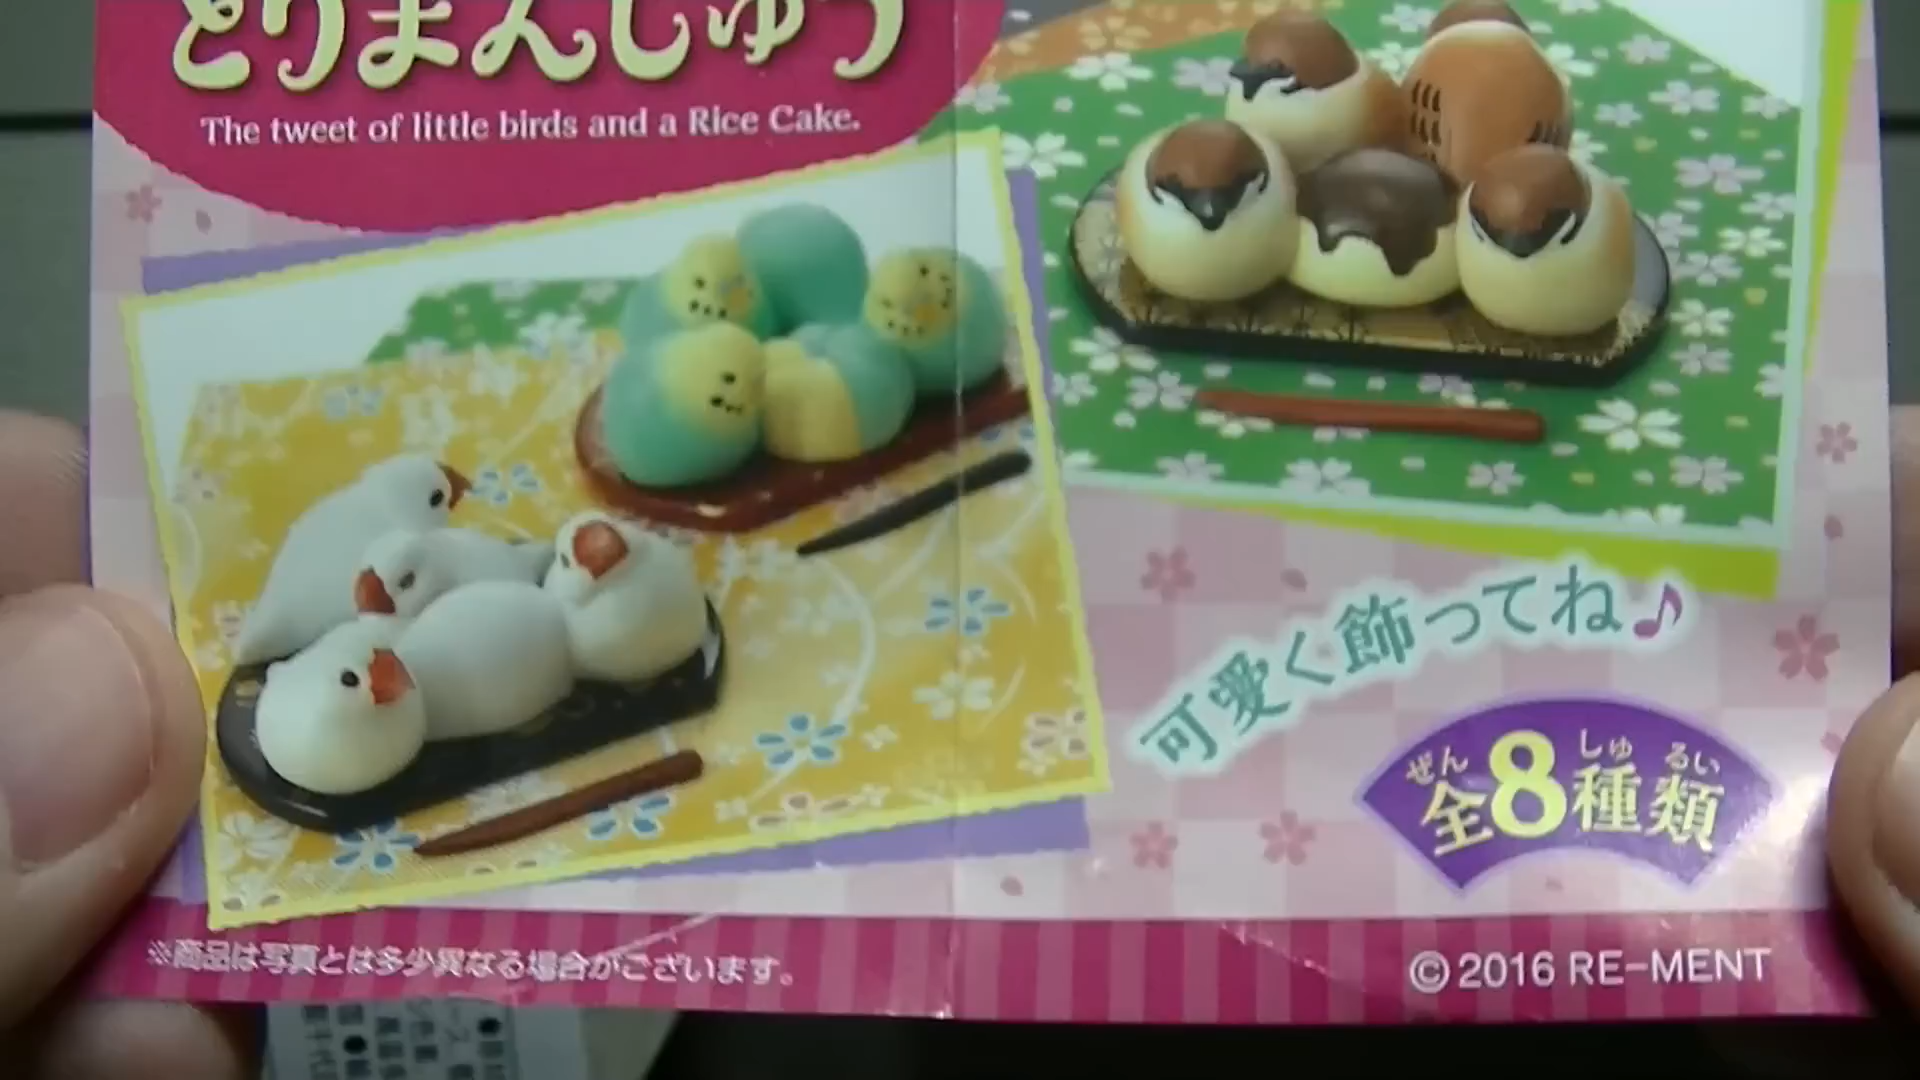 とりまんじゅう
The tweet of little birds and a Rice Cake.
可愛く飾ってね♪
ぜん しゅ るい
全8種類
※商品は写真とは多少異なる場合がございます。
© 2016 RE-MENT